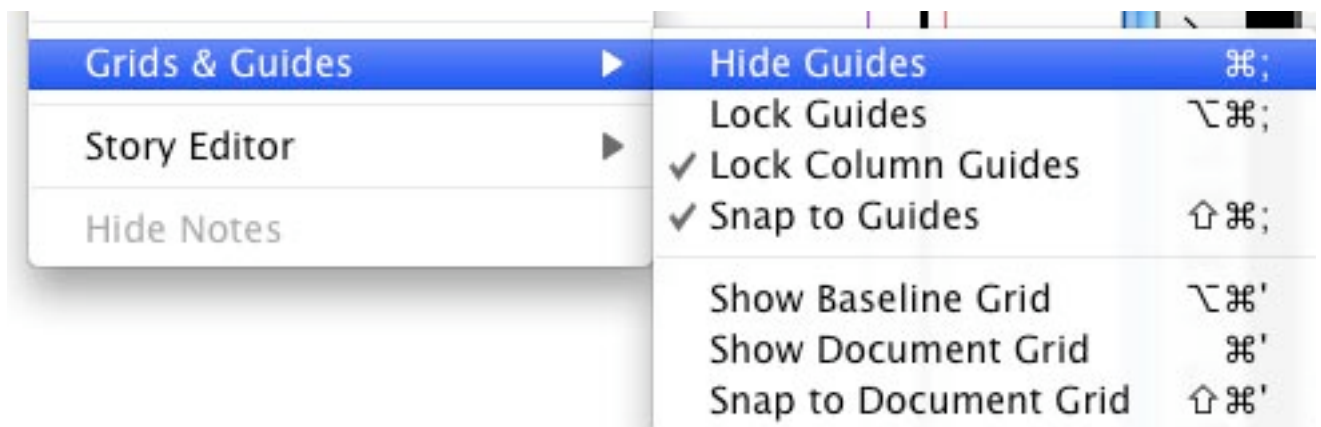 Grids & Guides ▶
Story Editor ▶
Hide Notes
Hide Guides ⌘;
Lock Guides ⌥⌘;
✓ Lock Column Guides
✓ Snap to Guides ⇧⌘;
Show Baseline Grid ⌥⌘'
Show Document Grid ⌘'
Snap to Document Grid ⇧⌘'